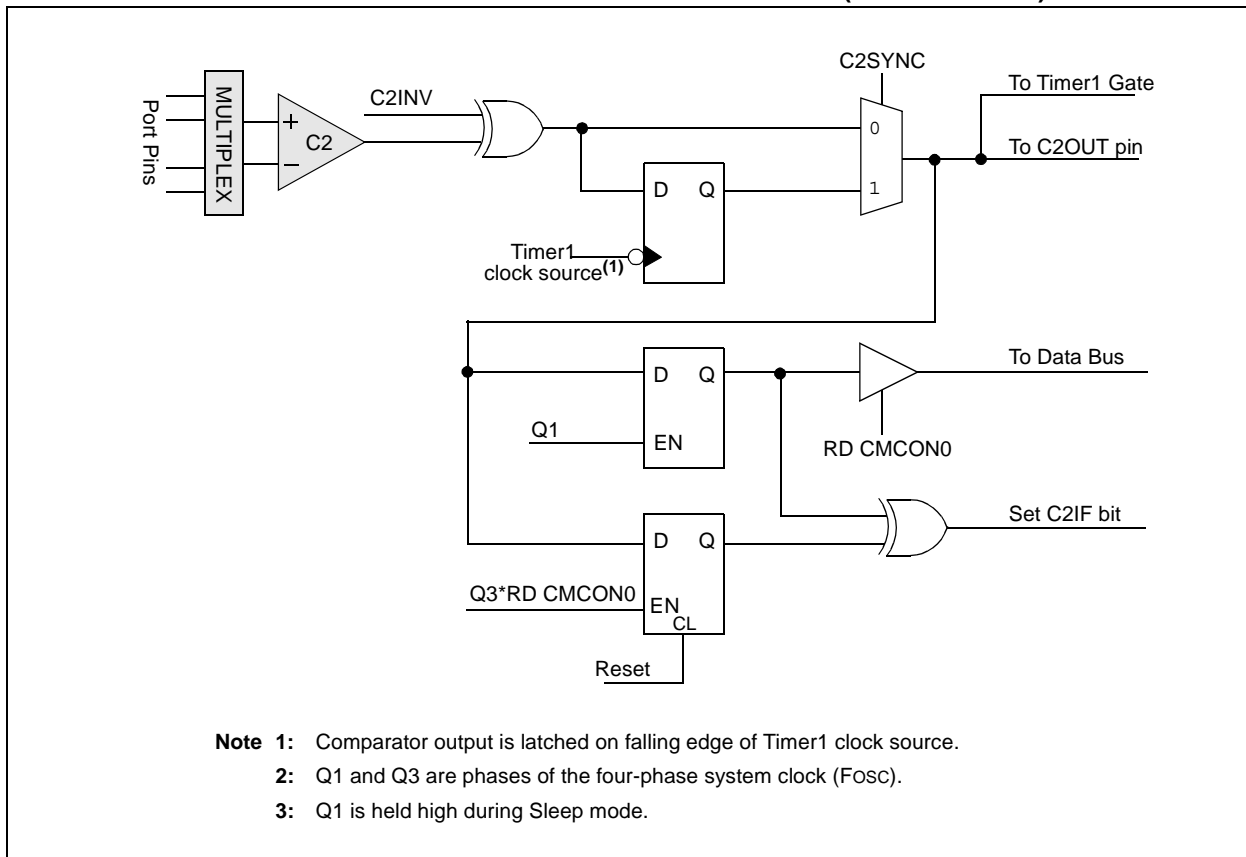 C2SYNC
To Timer1 Gate
C2INV
MULTIPLEX
Port Pins
+
C2
−
0
To C2OUT pin
D Q
1
Timer1
clock source(1)
D Q
To Data Bus
Q1
EN
RD CMCON0
Set C2IF bit
D Q
Q3*RD CMCON0
EN
CL
Reset
Note 1: Comparator output is latched on falling edge of Timer1 clock source.
2: Q1 and Q3 are phases of the four-phase system clock (FOSC).
3: Q1 is held high during Sleep mode.